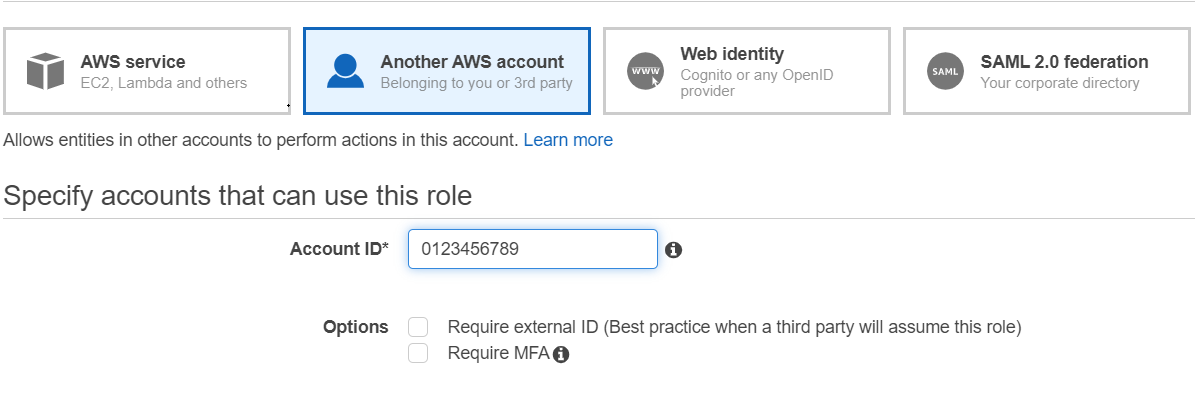 AWS service
EC2, Lambda and others
Another AWS account
Belonging to you or 3rd party
WWW
Web identity
Cognito or any OpenID
provider
SAML
SAML 2.0 federation
Your corporate directory
Allows entities in other accounts to perform actions in this account. Learn more
Specify accounts that can use this role
Account ID* 0123456789
Options Require external ID (Best practice when a third party will assume this role)
Require MFA